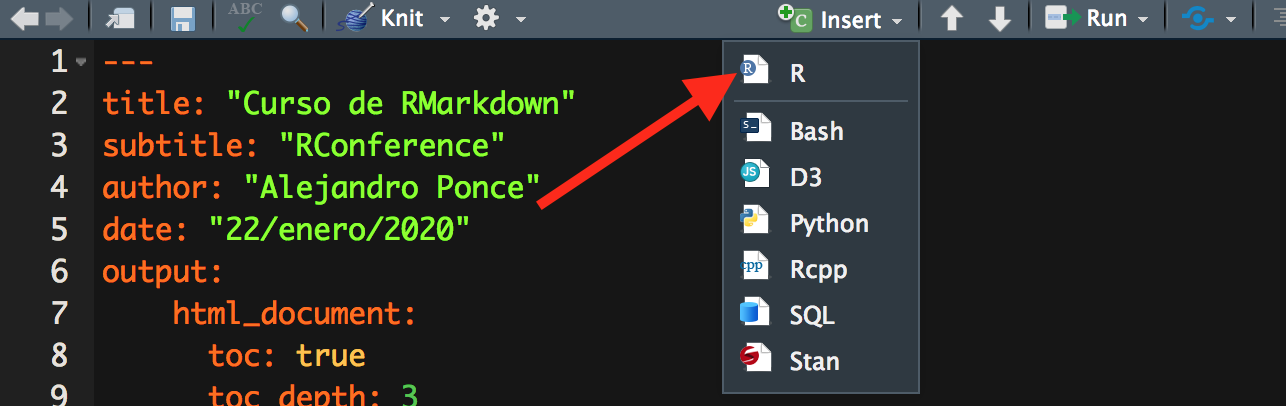 ABC Knit Insert Run
1 ---
2 title: "Curso de RMarkdown"
3 subtitle: "RConference"
4 author: "Alejandro Ponce"
5 date: "22/enero/2020"
6 output:
7 html_document:
8 toc: true
9 toc_depth: 3
R
Bash
D3
Python
Rcpp
SQL
Stan